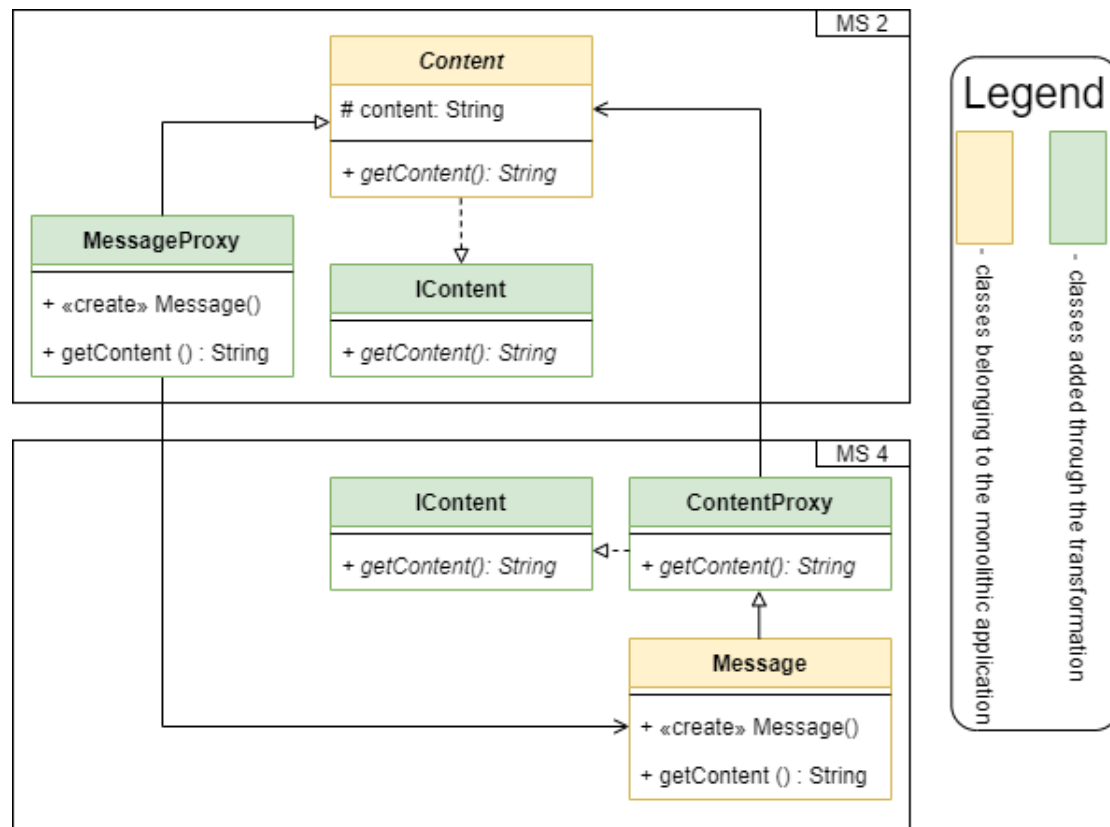 MS 2
Content
# content: String
+ getContent(): String
MessageProxy
+ «create» Message()
+ getContent () : String
IContent
+ getContent(): String
MS 4
IContent
+ getContent(): String
ContentProxy
+ getContent(): String
Message
+ «create» Message()
+ getContent () : String
Legend
- classes belonging to the monolithic application
- classes added through the transformation